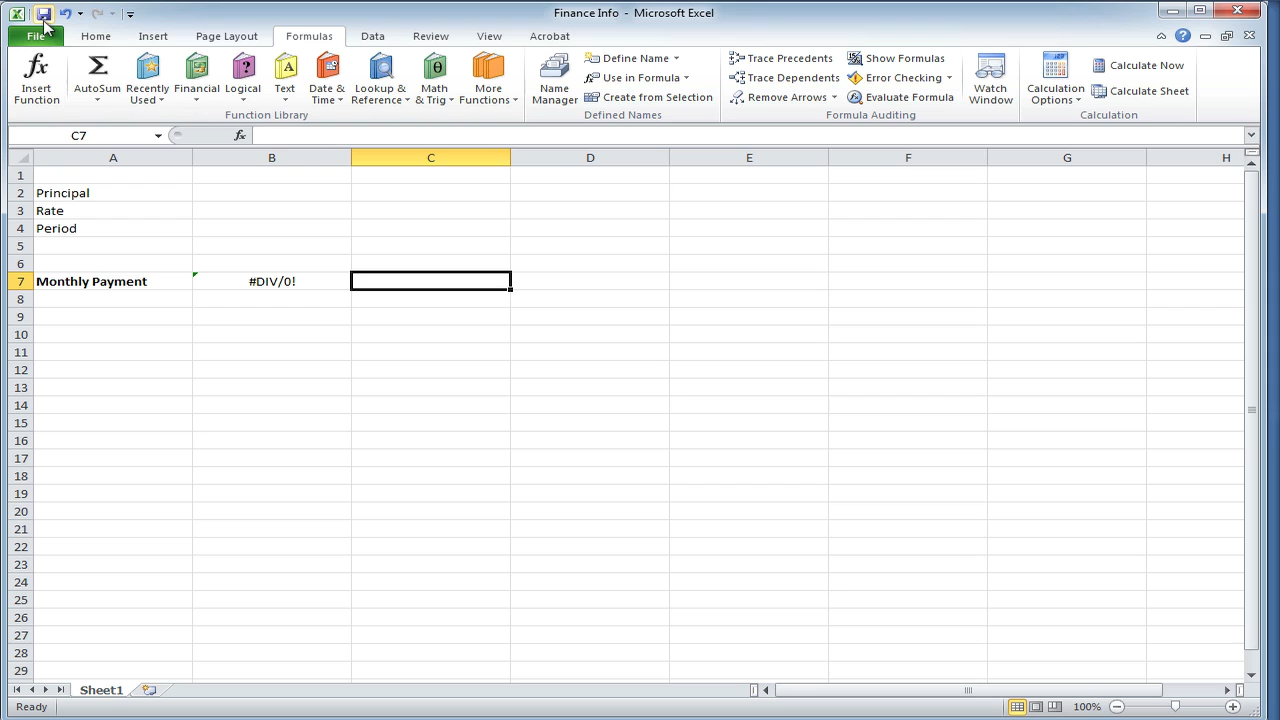 Finance Info - Microsoft Excel
File Home Insert Page Layout Formulas Data Review View Acrobat
Insert Function
AutoSum
Recently Used
Financial
Logical
Text
Date & Time
Lookup & Reference
Math & Trig
More Functions
Function Library
Name Manager
Define Name
Use in Formula
Create from Selection
Defined Names
Trace Precedents
Trace Dependents
Remove Arrows
Show Formulas
Error Checking
Evaluate Formula
Formula Auditing
Watch Window
Calculation Options
Calculate Now
Calculate Sheet
Calculation
C7 fx
A B C D E F G H
1
2 Principal
3 Rate
4 Period
5
6
7 Monthly Payment #DIV/0!
8
9
10
11
12
13
14
15
16
17
18
19
20
21
22
23
24
25
26
27
28
29
Sheet1
Ready 100%